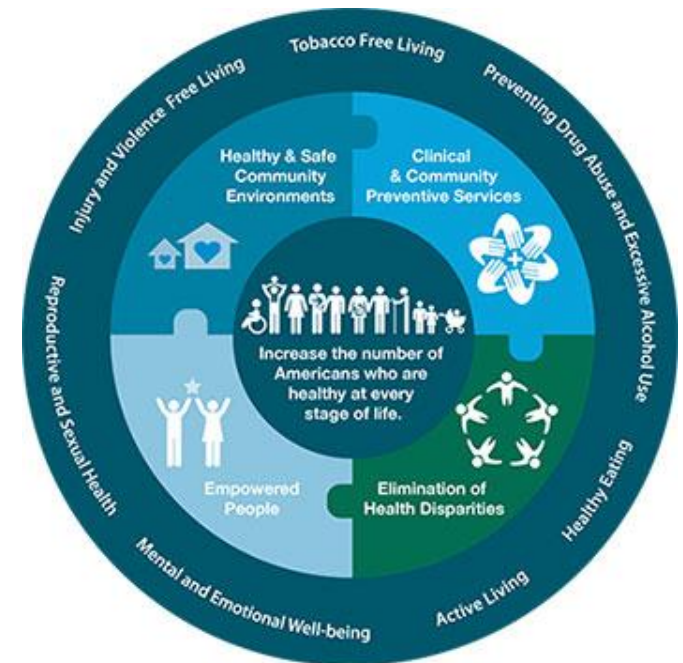 Tobacco Free Living
Preventing Drug Abuse and Excessive Alcohol Use
Healthy Eating
Active Living
Mental and Emotional Well-being
Reproductive and Sexual Health
Injury and Violence Free Living
Healthy & Safe
Community
Environments
Clinical
& Community
Preventive Services
Increase the number of
Americans who are
healthy at every
stage of life.
Empowered
People
Elimination of
Health Disparities